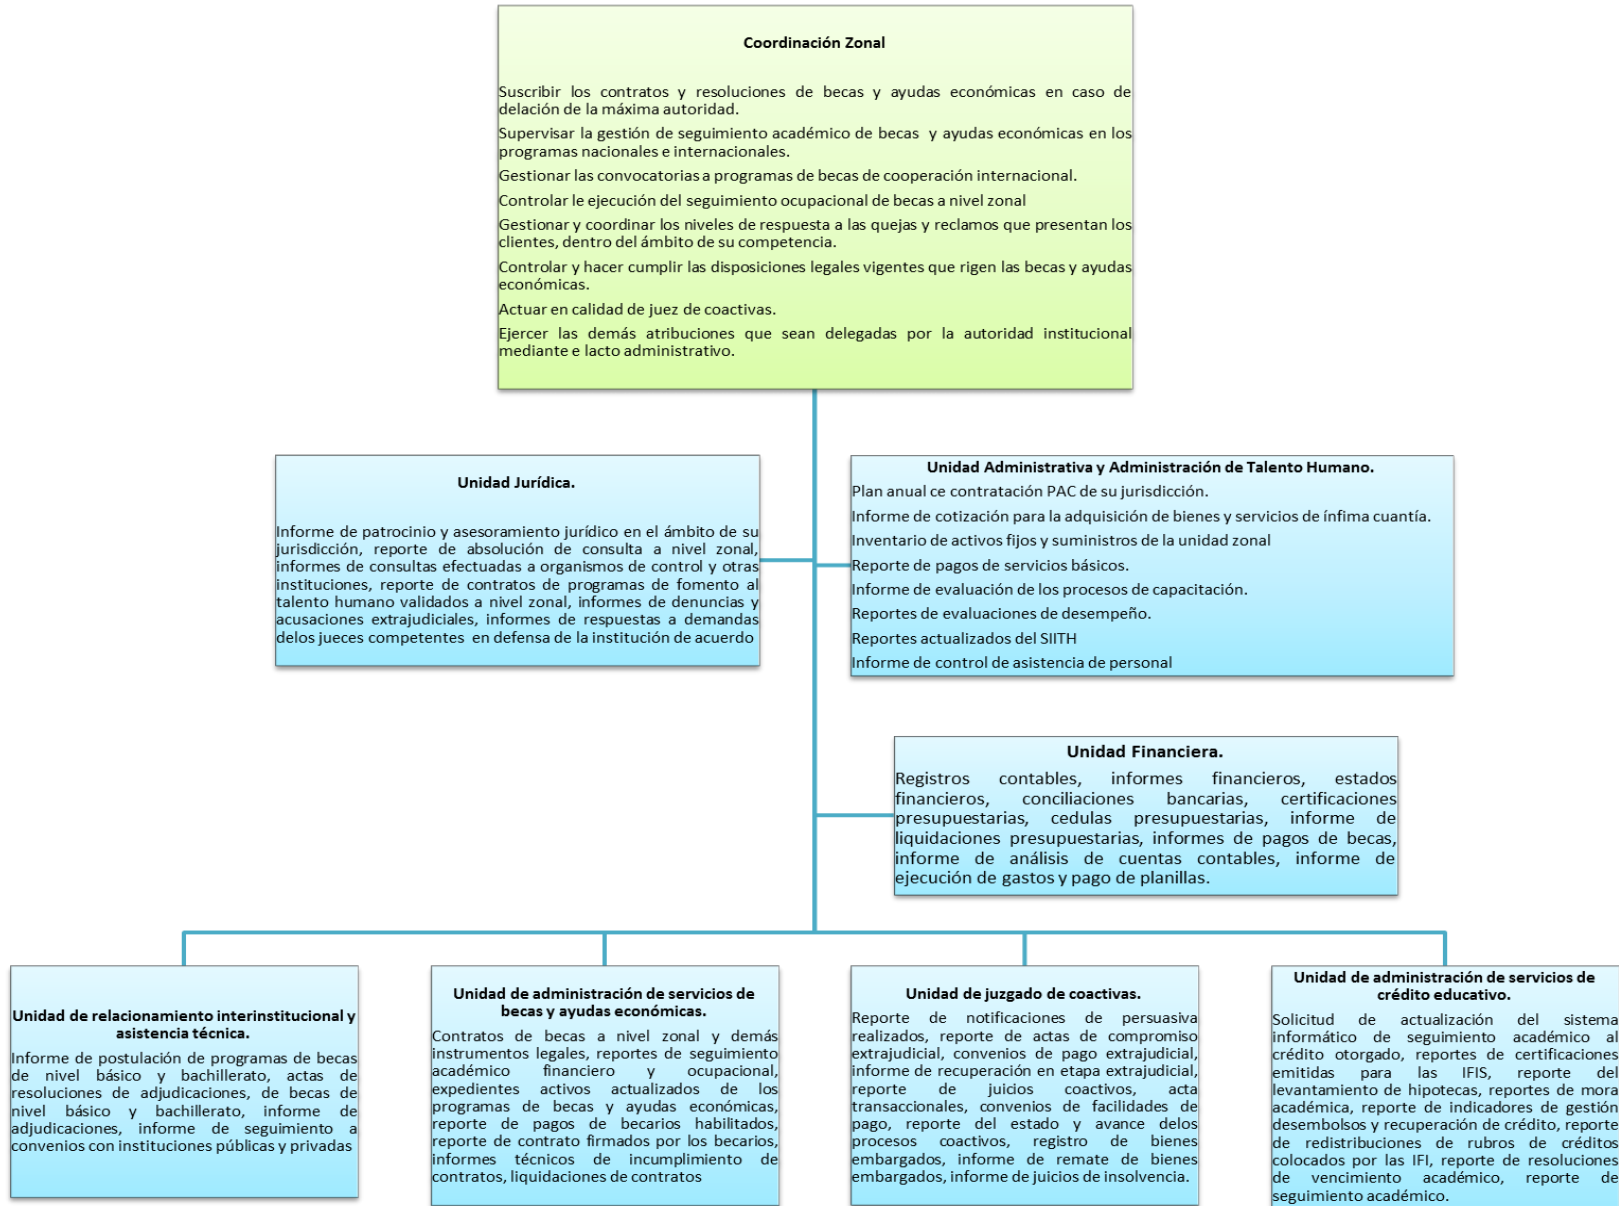 Coordinación Zonal
Suscribir los contratos y resoluciones de becas y ayudas económicas en caso de
delación de la máxima autoridad.
Supervisar la gestión de seguimiento académico de becas y ayudas económicas en los
programas nacionales e internacionales.
Gestionar las convocatorias a programas de becas de cooperación internacional.
Controlar le ejecución del seguimiento ocupacional de becas a nivel zonal
Gestionar y coordinar los niveles de respuesta a las quejas y reclamos que presentan los
clientes, dentro del ámbito de su competencia.
Controlar y hacer cumplir las disposiciones legales vigentes que rigen las becas y ayudas
económicas.
Actuar en calidad de juez de coactivas.
Ejercer las demás atribuciones que sean delegadas por la autoridad institucional
mediante e lacto administrativo.
Unidad Jurídica.
Informe de patrocinio y asesoramiento jurídico en el ámbito de su
jurisdicción, reporte de absolución de consulta a nivel zonal,
informes de consultas efectuadas a organismos de control y otras
instituciones, reporte de contratos de programas de fomento al
talento humano validados a nivel zonal, informes de denuncias y
acusaciones extrajudiciales, informes de respuestas a demandas
delos jueces competentes en defensa de la institución de acuerdo
Unidad Administrativa y Administración de Talento Humano.
Plan anual ce contratación PAC de su jurisdicción.
Informe de cotización para la adquisición de bienes y servicios de ínfima cuantía.
Inventario de activos fijos y suministros de la unidad zonal
Reporte de pagos de servicios básicos.
Informe de evaluación de los procesos de capacitación.
Reportes de evaluaciones de desempeño.
Reportes actualizados del SIITH
Informe de control de asistencia de personal
Unidad Financiera.
Registros contables, informes financieros, estados
financieros, conciliaciones bancarias, certificaciones
presupuestarias, cedulas presupuestarias, informe de
liquidaciones presupuestarias, informes de pagos de becas,
informe de análisis de cuentas contables, informe de
ejecución de gastos y pago de planillas.
Unidad de relacionamiento interinstitucional y
asistencia técnica.
Informe de postulación de programas de becas
de nivel básico y bachillerato, actas de
resoluciones de adjudicaciones, de becas de
nivel básico y bachillerato, informe de
adjudicaciones, informe de seguimiento a
convenios con instituciones públicas y privadas
Unidad de administración de servicios de
becas y ayudas económicas.
Contratos de becas a nivel zonal y demás
instrumentos legales, reportes de seguimiento
académico financiero y ocupacional,
expedientes activos actualizados de los
programas de becas y ayudas económicas,
reporte de pagos de becarios habilitados,
reporte de contrato firmados por los becarios,
informes técnicos de incumplimiento de
contratos, liquidaciones de contratos
Unidad de juzgado de coactivas.
Reporte de notificaciones de persuasiva
realizados, reporte de actas de compromiso
extrajudicial, convenios de pago extrajudicial,
informe de recuperación en etapa extrajudicial,
reporte de juicios coactivos, acta
transaccionales, convenios de facilidades de
pago, reporte del estado y avance delos
procesos coactivos, registro de bienes
embargados, informe de remate de bienes
embargados, informe de juicios de insolvencia.
Unidad de administración de servicios de
crédito educativo.
Solicitud de actualización del sistema
informático de seguimiento académico al
crédito otorgado, reportes de certificaciones
emitidas para las IFIS, reporte del
levantamiento de hipotecas, reportes de mora
académica, reporte de indicadores de gestión
desembolsos y recuperación de crédito, reporte
de redistribuciones de rubros de créditos
colocados por las IFI, reporte de resoluciones
de vencimiento académico, reporte de
seguimiento académico.